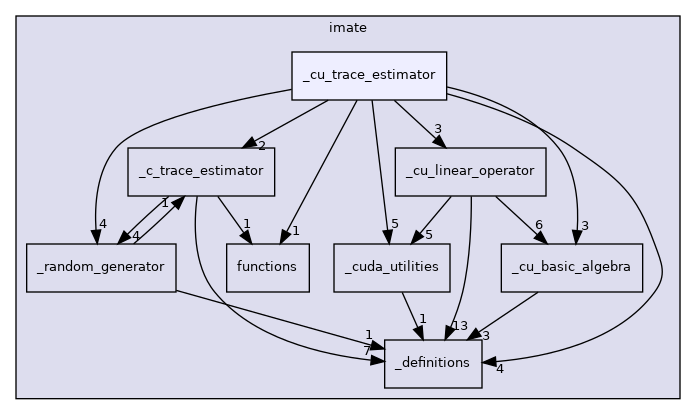 imate
_cu_trace_estimator
3
2
_c_trace_estimator
_cu_linear_operator
1
4
1
1
5
6
3
4
5
_random_generator
functions
_cuda_utilities
_cu_basic_algebra
1
13
1
3
7
_definitions
4